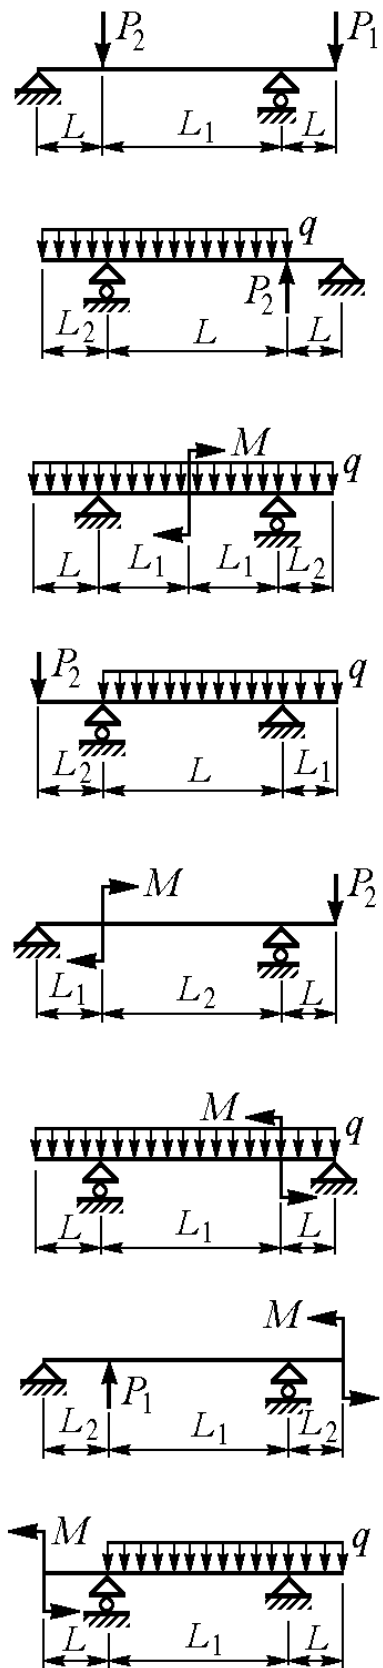 P₂ P₁
L L₁ L
q
P₂
L₂ L L
M
q
L L₁ L₁ L₂
P₂ q
L₂ L L₁
M P₂
L₁ L₂ L
M q
L L₁ L
M
P₁
L₂ L₁ L₂
M q
L L₁ L